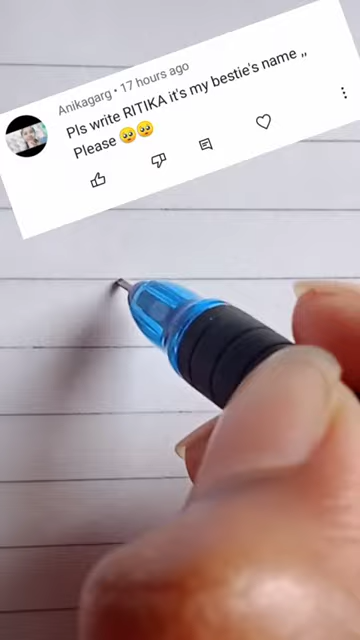 Anikagarg • 17 hours ago
Pls write RITIKA it's my bestie's name ,,
Please 🥺🥺